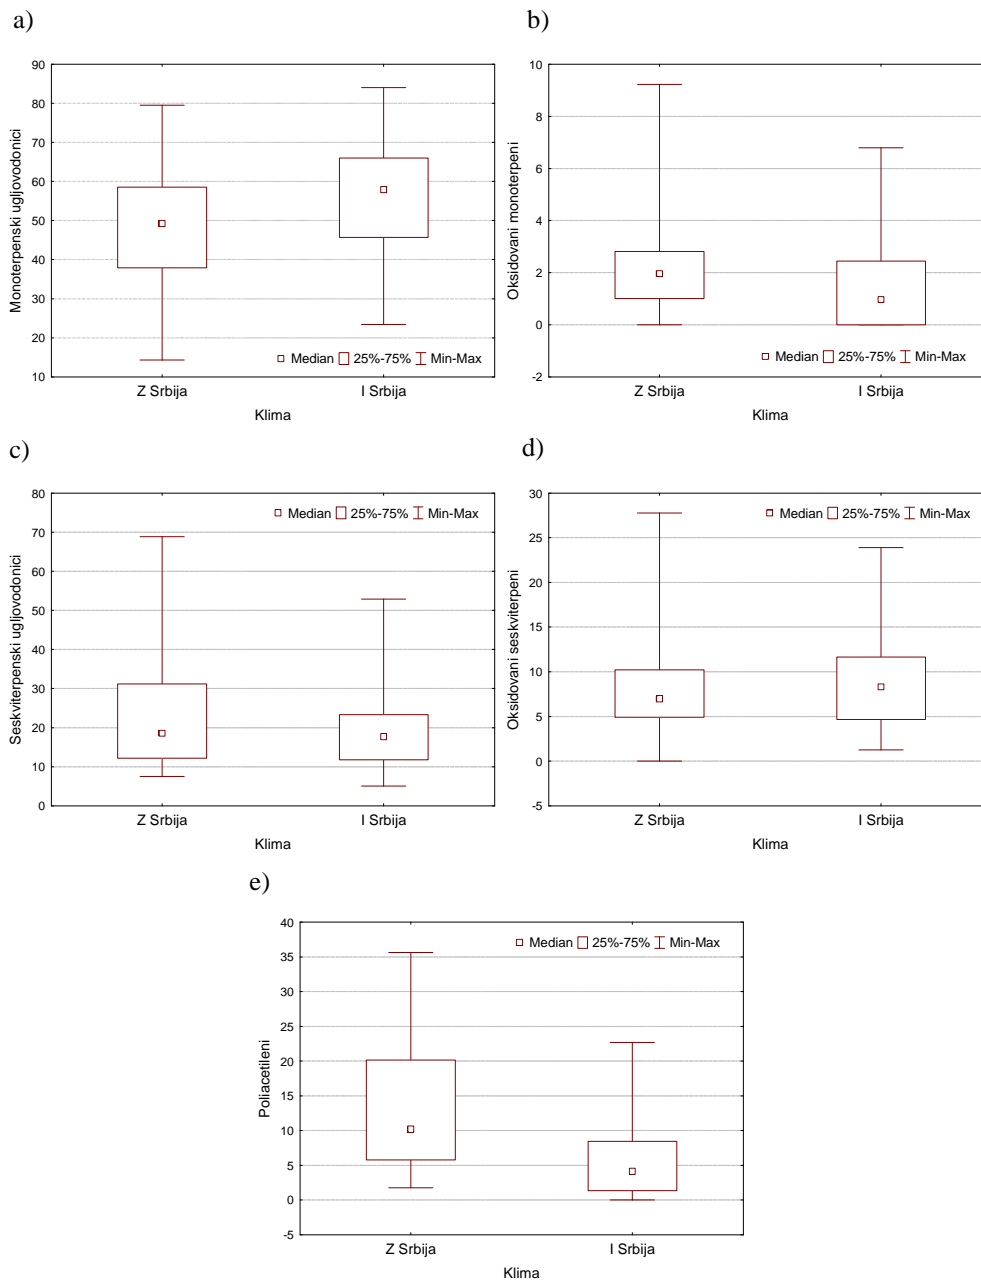 a)
90
80
70
60
50
40
30
20
10
Monoterpenski ugljovodonici
Median 25%-75% Min-Max
Z Srbija I Srbija
Klima
b)
10
8
6
4
2
0
-2
Oksidovani monoterpeni
Median 25%-75% Min-Max
Z Srbija I Srbija
Klima
c)
80
70
60
50
40
30
20
10
0
Seskviterpenski ugljovodonici
Median 25%-75% Min-Max
Z Srbija I Srbija
Klima
d)
30
25
20
15
10
5
0
-5
Oksidovani seskviterpeni
Median 25%-75% Min-Max
Z Srbija I Srbija
Klima
e)
40
35
30
25
20
15
10
5
0
-5
Poliacetileni
Median 25%-75% Min-Max
Z Srbija I Srbija
Klima